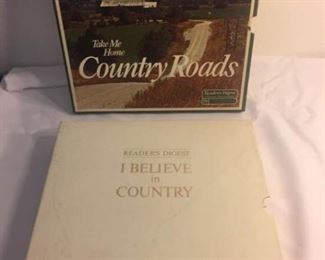 Take Me
Home
Country Roads
Reader's Digest
READER'S DIGEST
I BELIEVE
in
COUNTRY